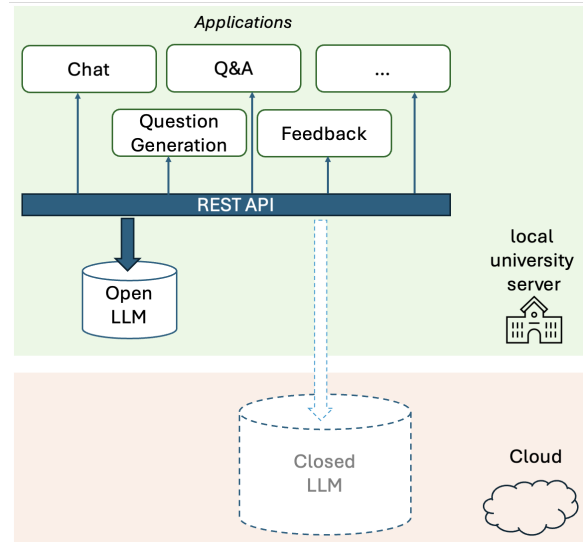 Applications
Chat
Q&A
...
Question
Generation
Feedback
REST API
Open
LLM
local
university
server
Closed
LLM
Cloud